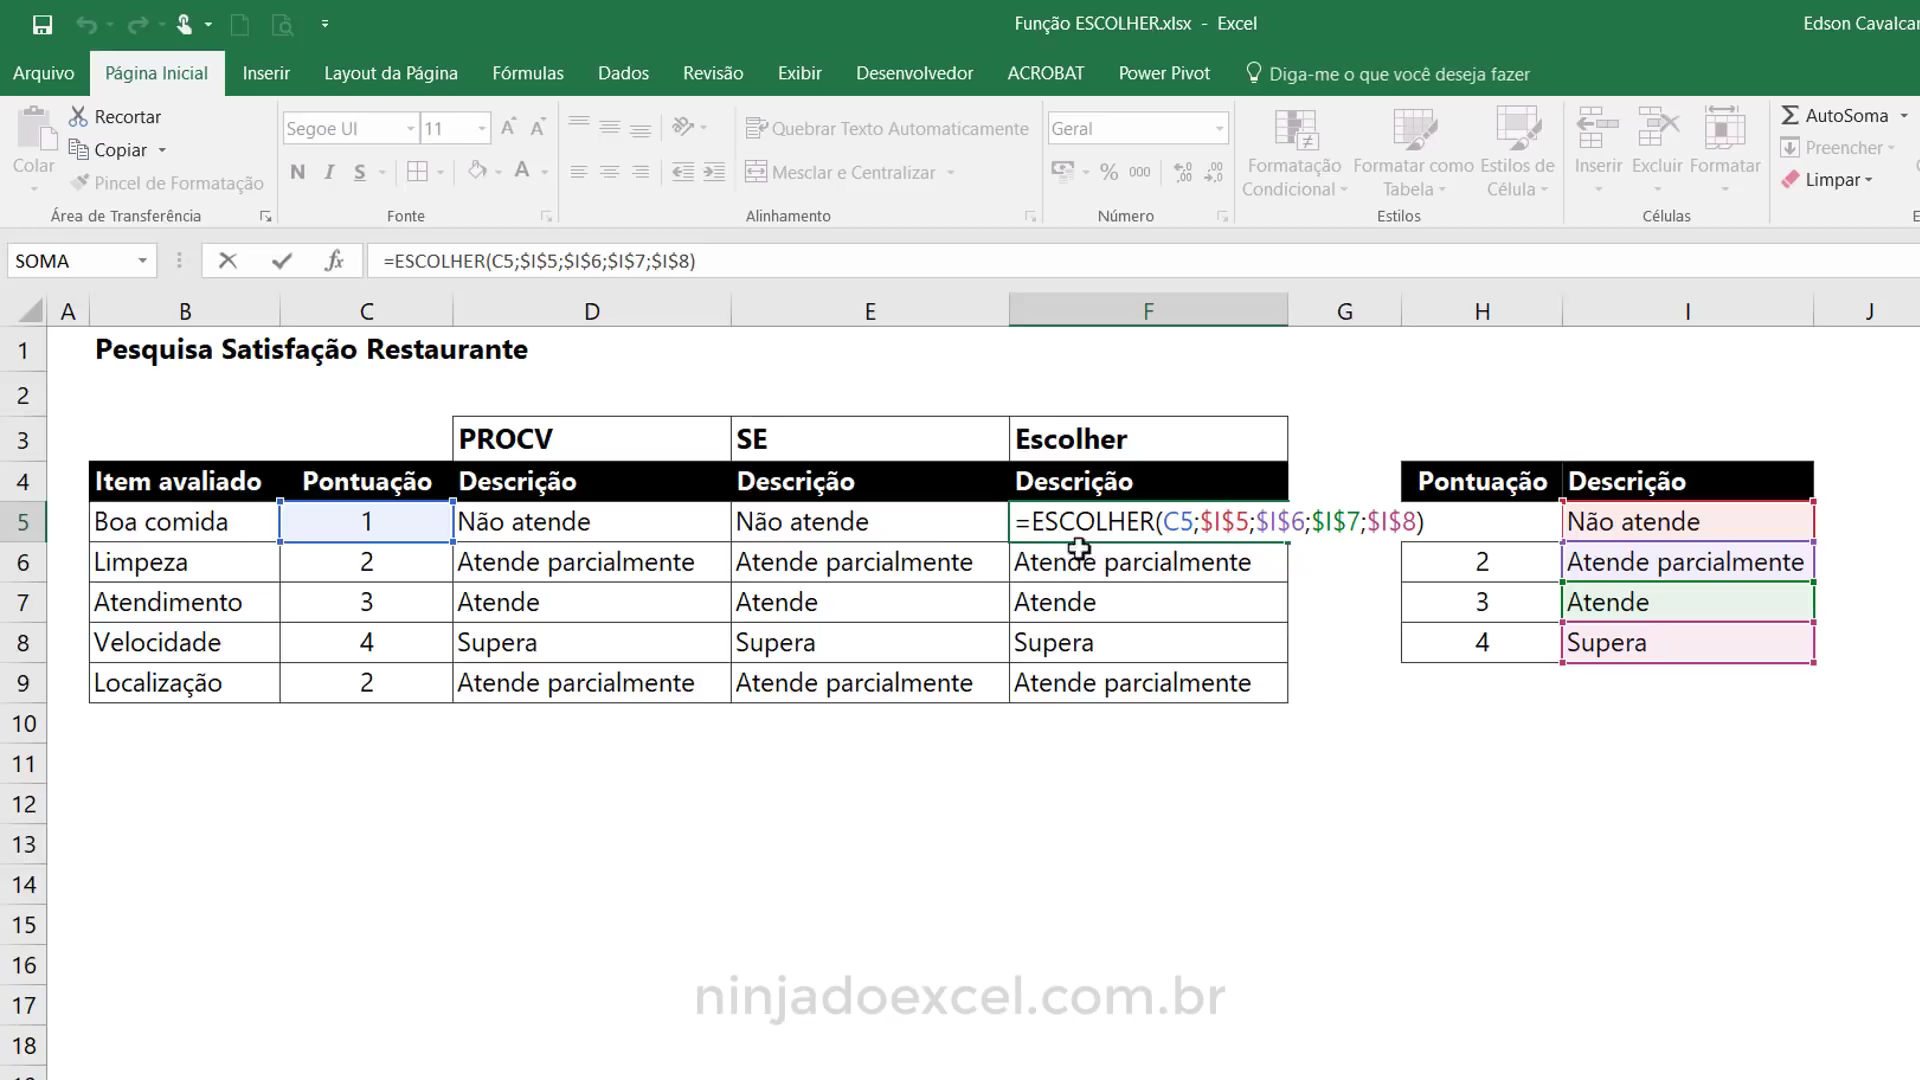 Função ESCOLHER.xlsx - Excel
Edson Cavalcan
Arquivo Página Inicial Inserir Layout da Página Fórmulas Dados Revisão Exibir Desenvolvedor ACROBAT Power Pivot Diga-me o que você deseja fazer
Colar
Recortar
Copiar
Pincel de Formatação
Área de Transferência
Segoe UI 11
N I S
Fonte
Quebrar Texto Automaticamente
Mesclar e Centralizar
Alinhamento
Geral
% 000
Número
Formatação Condicional
Formatar como Tabela
Estilos de Célula
Estilos
Inserir Excluir Formatar
Células
AutoSoma
Preencher
Limpar
SOMA fx =ESCOLHER(C5;$I$5;$I$6;$I$7;$I$8)
A B C D E F G H I J
1 Pesquisa Satisfação Restaurante
2
3 PROCV SE Escolher
4 Item avaliado Pontuação Descrição Descrição Descrição Pontuação Descrição
5 Boa comida 1 Não atende Não atende =ESCOLHER(C5;$I$5;$I$6;$I$7;$I$8) Não atende
6 Limpeza 2 Atende parcialmente Atende parcialmente Atende parcialmente 2 Atende parcialmente
7 Atendimento 3 Atende Atende Atende 3 Atende
8 Velocidade 4 Supera Supera Supera 4 Supera
9 Localização 2 Atende parcialmente Atende parcialmente Atende parcialmente
10
11
12
13
14
15
16
17
18
ninjadoexcel.com.br